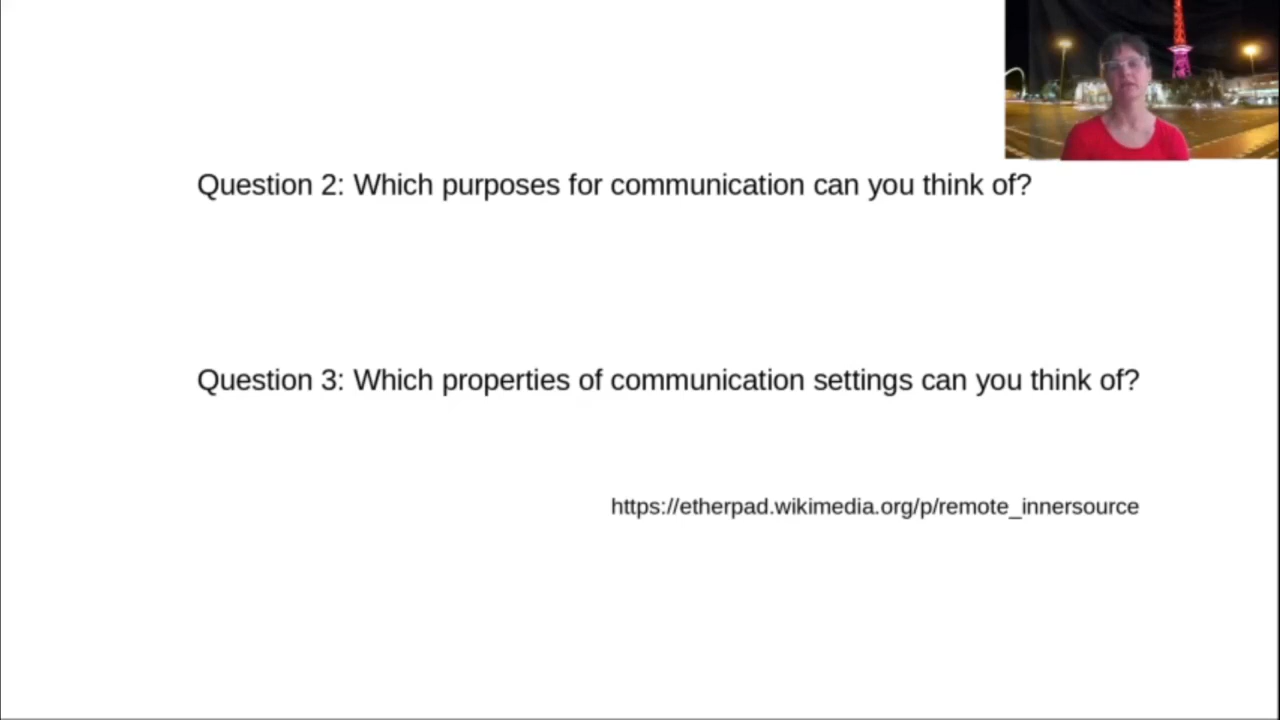 Question 2: Which purposes for communication can you think of?
Question 3: Which properties of communication settings can you think of?
https://etherpad.wikimedia.org/p/remote_innersource